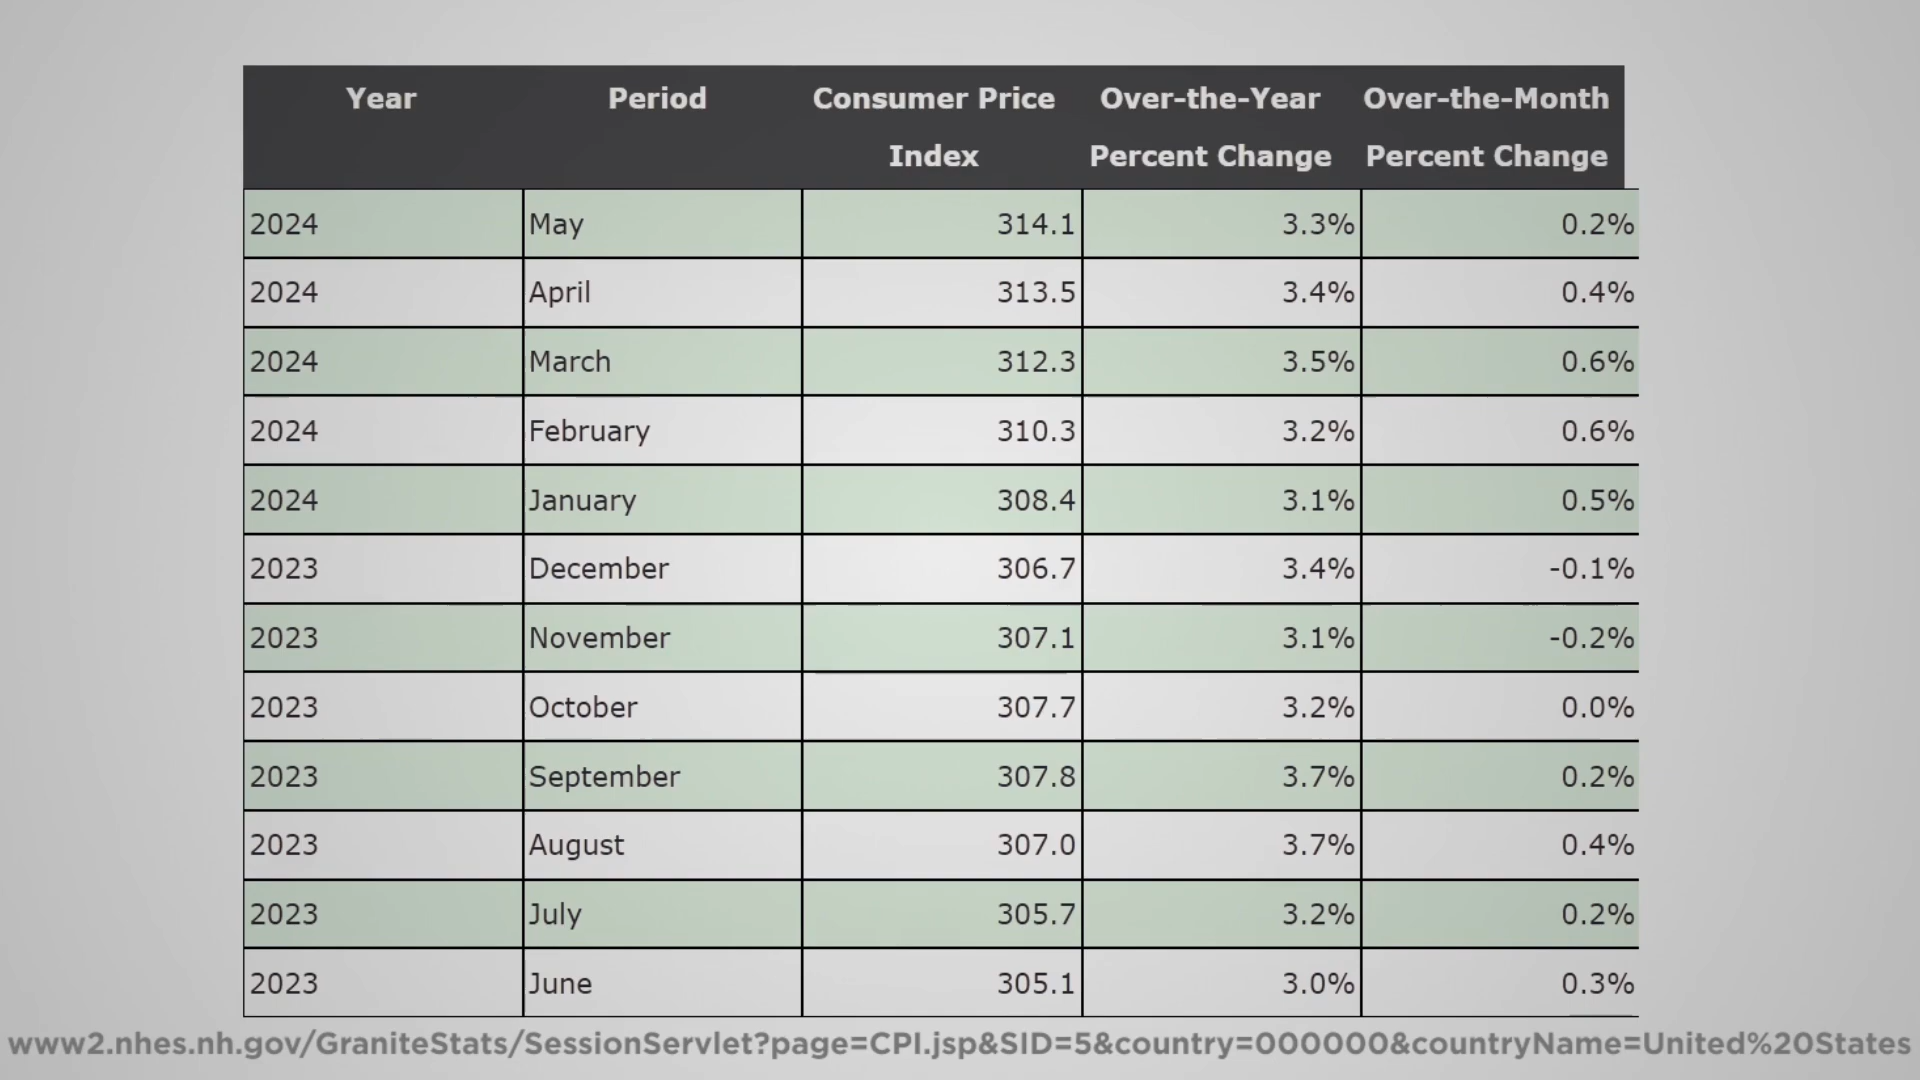 Year Period Consumer Price Index Over-the-Year Percent Change Over-the-Month Percent Change
2024 May 314.1 3.3% 0.2%
2024 April 313.5 3.4% 0.4%
2024 March 312.3 3.5% 0.6%
2024 February 310.3 3.2% 0.6%
2024 January 308.4 3.1% 0.5%
2023 December 306.7 3.4% -0.1%
2023 November 307.1 3.1% -0.2%
2023 October 307.7 3.2% 0.0%
2023 September 307.8 3.7% 0.2%
2023 August 307.0 3.7% 0.4%
2023 July 305.7 3.2% 0.2%
2023 June 305.1 3.0% 0.3%
www2.nhes.nh.gov/GraniteStats/SessionServlet?page=CPI.jsp&SID=5&country=000000&countryName=United%20States